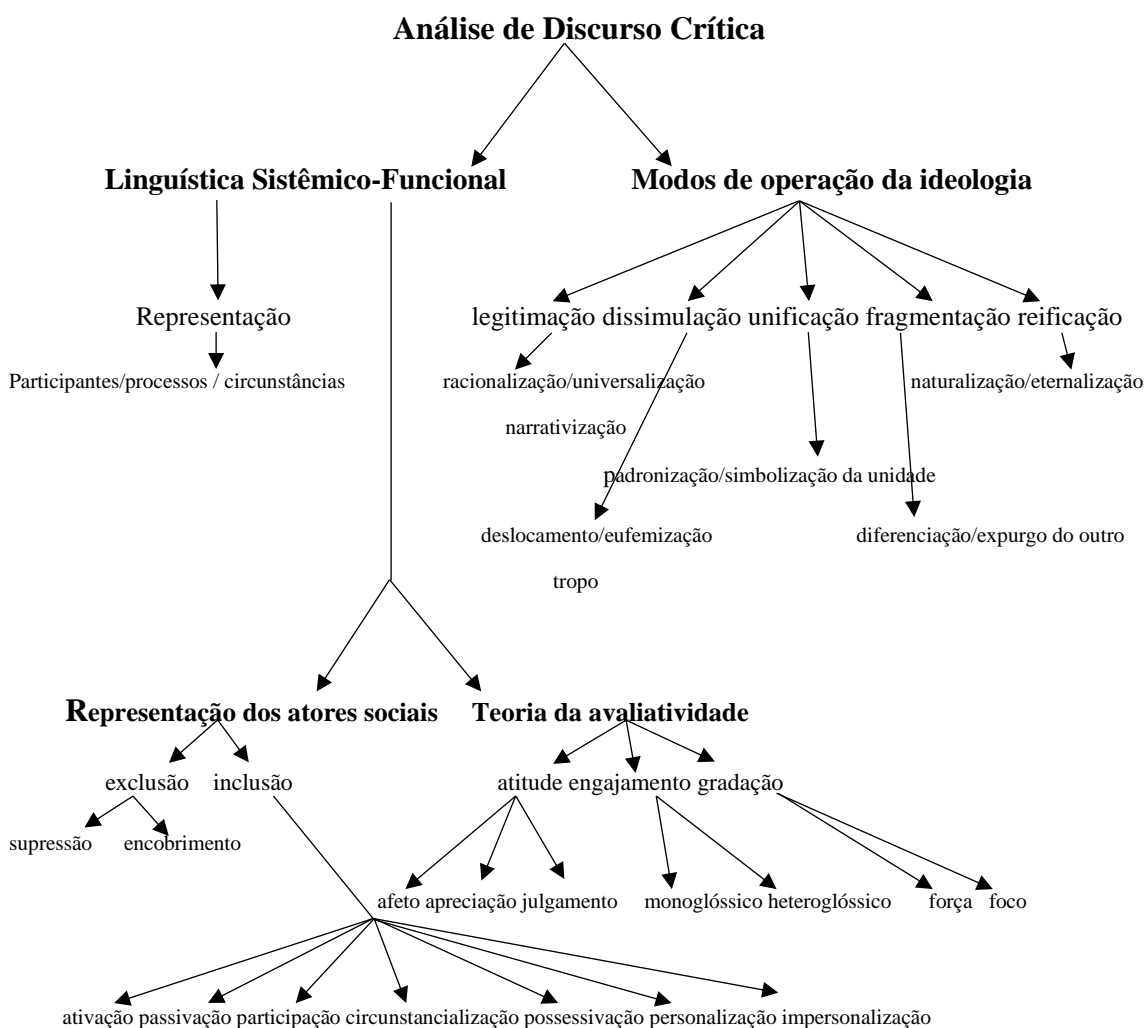 Análise de Discurso Crítica
Linguística Sistêmico-Funcional Modos de operação da ideologia
Representação legitimação dissimulação unificação fragmentação reificação
Participantes/processos / circunstâncias racionalização/universalização naturalização/eternalização
narrativização
padronização/simbolização da unidade
deslocamento/eufemização diferenciação/expurgo do outro
tropo
Representação dos atores sociais Teoria da avaliatividade
exclusão inclusão atitude engajamento gradação
supressão encobrimento
afeto apreciação julgamento monoglóssico heteroglóssico força foco
ativação passivação participação circunstancialização possessivação personalização impersonalização